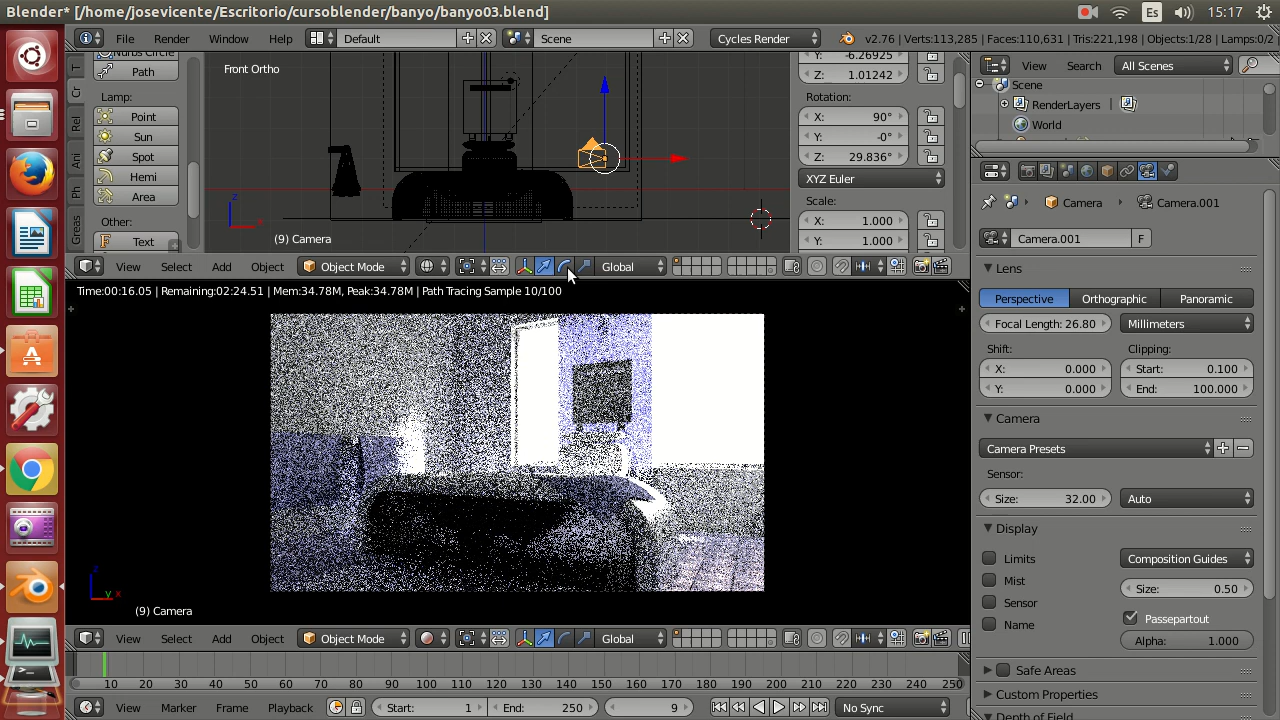 Blender* [/home/josevicente/Escritorio/cursoblender/banyo/banyo03.blend]
Es
15:17
File Render Window Help
Default
Scene
Cycles Render
v2.76 | Verts:113,285 | Faces:110,631 | Tris:221,198 | Objects:1/28 | Lamps:0/2
Path
Lamp:
Point
Sun
Spot
Hemi
Area
Other:
Text
T
Cr
Rel
Ani
Ph
Greas
Front Ortho
(9) Camera
Y: -6.26925
Z: 1.01242
Rotation:
X: 90°
Y: -0°
Z: 29.836°
XYZ Euler
Scale:
X: 1.000
Y: 1.000
View Search All Scenes
Scene
RenderLayers
World
View Select Add Object Object Mode Global
Time:00:16.05 | Remaining:02:24.51 | Mem:34.78M, Peak:34.78M | Path Tracing Sample 10/100
(9) Camera
View Select Add Object Object Mode Global
Camera Camera.001
Camera.001 F
Lens
Perspective Orthographic Panoramic
Focal Length: 26.80 Millimeters
Shift: Clipping:
X: 0.000 Start: 0.100
Y: 0.000 End: 100.000
Camera
Camera Presets
Sensor:
Size: 32.00 Auto
Display
Limits Composition Guides
Mist Size: 0.50
Sensor Passepartout
Name Alpha: 1.000
Safe Areas
Custom Properties
Depth of Field
10 20 30 40 50 60 70 80 90 100 110 120 130 140 150 160 170 180 190 200 210 220 230 240 250
View Marker Frame Playback Start: 1 End: 250 9 No Sync